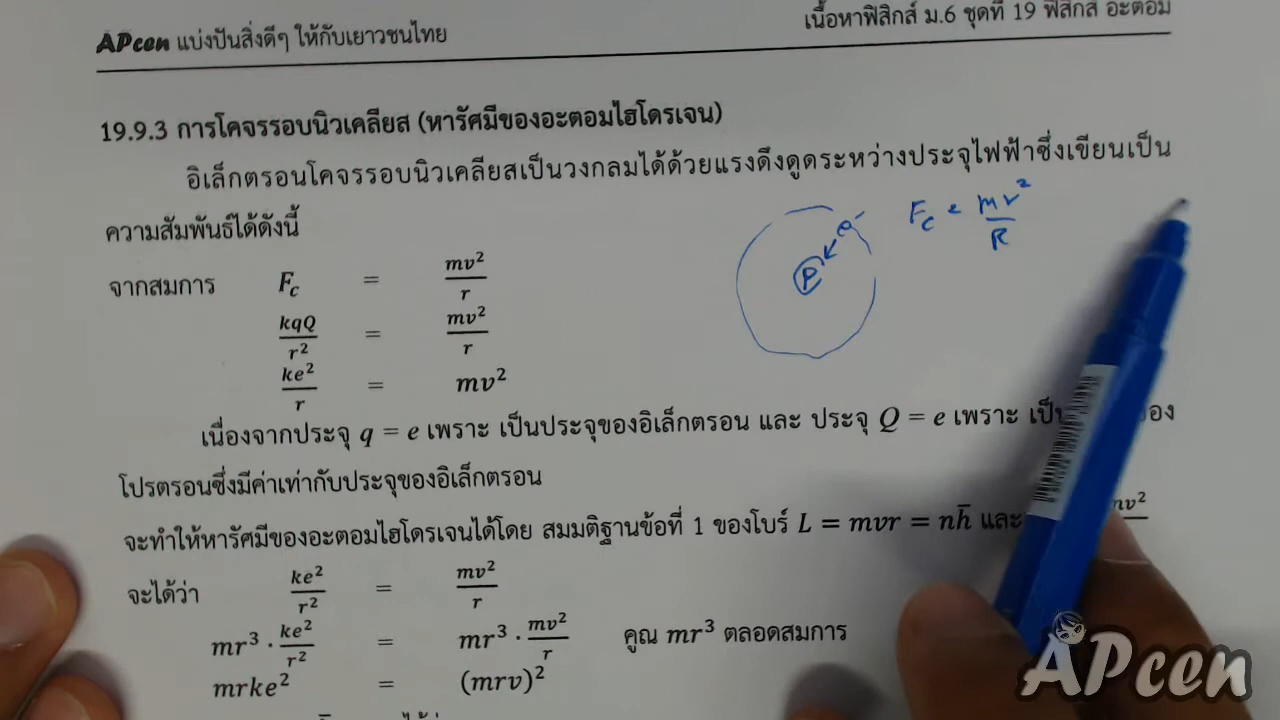 APcen แบ่งปันสิ่งดีๆ ให้กับเยาวชนไทย
เนื้อหาฟิสิกส์ ม.6 ชุดที่ 19 ฟิสิกส์ อะตอม
19.9.3 การโคจรรอบนิวเคลียส (หารัศมีของอะตอมไฮโดรเจน)
อิเล็กตรอนโคจรรอบนิวเคลียสเป็นวงกลมได้ด้วยแรงดึงดูดระหว่างประจุไฟฟ้าซึ่งเขียนเป็น
ความสัมพันธ์ได้ดังนี้
e⁻
P
Fc = mv²/R
จากสมการ Fc = mv²/r
kqQ/r² = mv²/r
ke²/r = mv²
เนื่องจากประจุ q = e เพราะ เป็นประจุของอิเล็กตรอน และ ประจุ Q = e เพราะ
โปรตรอนซึ่งมีค่าเท่ากับประจุของอิเล็กตรอน
จะทำให้หารัศมีของอะตอมไฮโดรเจนได้โดย สมมติฐานข้อที่ 1 ของโบร์ L = mvr = nħ และ mv²
จะได้ว่า ke²/r² = mv²/r
mr³ · ke²/r² = mr³ · mv²/r คูณ mr³ ตลอดสมการ
mrke² = (mrv)²
APcen